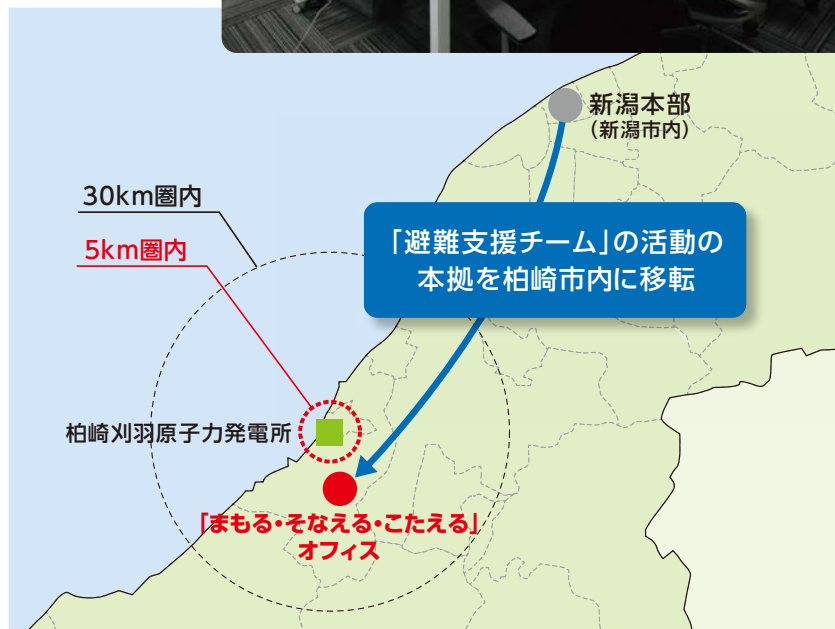 新潟本部
（新潟市内）
30km圏内
5km圏内
「避難支援チーム」の活動の
本拠を柏崎市内に移転
柏崎刈羽原子力発電所
「まもる・そなえる・こたえる」
オフィス